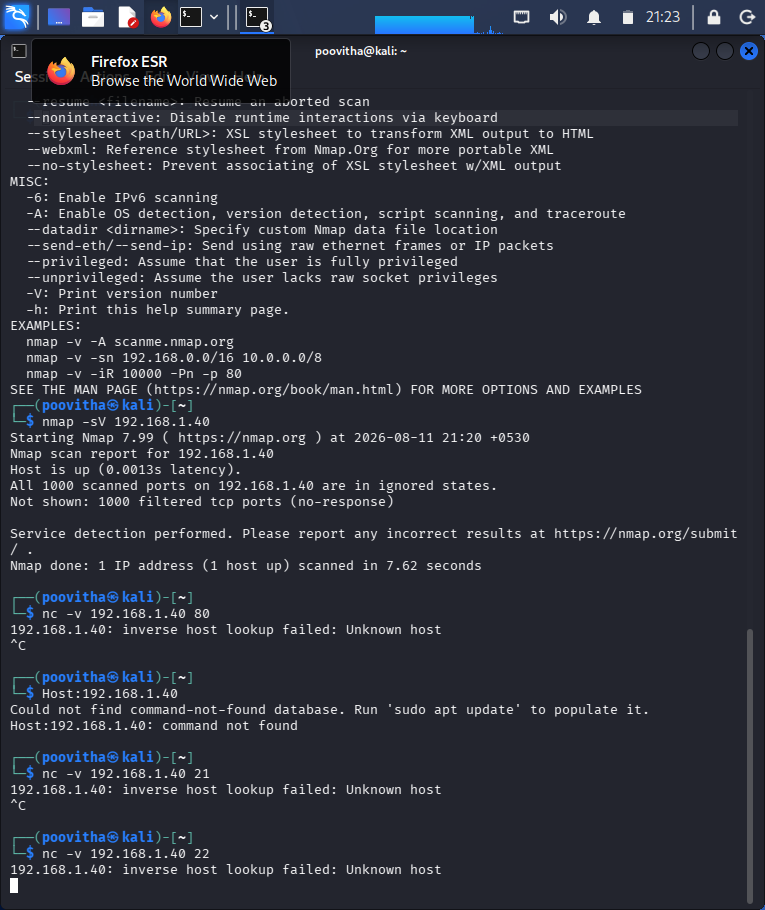 21:23
3
poovitha@kali: ~
Firefox ESR
Browse the World Wide Web
--resume <filename>: Resume an aborted scan
--noninteractive: Disable runtime interactions via keyboard
--stylesheet <path/URL>: XSL stylesheet to transform XML output to HTML
--webxml: Reference stylesheet from Nmap.Org for more portable XML
--no-stylesheet: Prevent associating of XSL stylesheet w/XML output
MISC:
-6: Enable IPv6 scanning
-A: Enable OS detection, version detection, script scanning, and traceroute
--datadir <dirname>: Specify custom Nmap data file location
--send-eth/--send-ip: Send using raw ethernet frames or IP packets
--privileged: Assume that the user is fully privileged
--unprivileged: Assume the user lacks raw socket privileges
-V: Print version number
-h: Print this help summary page.
EXAMPLES:
nmap -v -A scanme.nmap.org
nmap -v -sn 192.168.0.0/16 10.0.0.0/8
nmap -v -iR 10000 -Pn -p 80
SEE THE MAN PAGE (https://nmap.org/book/man.html) FOR MORE OPTIONS AND EXAMPLES
┌──(poovitha㉿kali)-[~]
└─$ nmap -sV 192.168.1.40
Starting Nmap 7.99 ( https://nmap.org ) at 2026-08-11 21:20 +0530
Nmap scan report for 192.168.1.40
Host is up (0.0013s latency).
All 1000 scanned ports on 192.168.1.40 are in ignored states.
Not shown: 1000 filtered tcp ports (no-response)
Service detection performed. Please report any incorrect results at https://nmap.org/submit
/ .
Nmap done: 1 IP address (1 host up) scanned in 7.62 seconds
┌──(poovitha㉿kali)-[~]
└─$ nc -v 192.168.1.40 80
192.168.1.40: inverse host lookup failed: Unknown host
^C
┌──(poovitha㉿kali)-[~]
└─$ Host:192.168.1.40
Could not find command-not-found database. Run 'sudo apt update' to populate it.
Host:192.168.1.40: command not found
┌──(poovitha㉿kali)-[~]
└─$ nc -v 192.168.1.40 21
192.168.1.40: inverse host lookup failed: Unknown host
^C
┌──(poovitha㉿kali)-[~]
└─$ nc -v 192.168.1.40 22
192.168.1.40: inverse host lookup failed: Unknown host